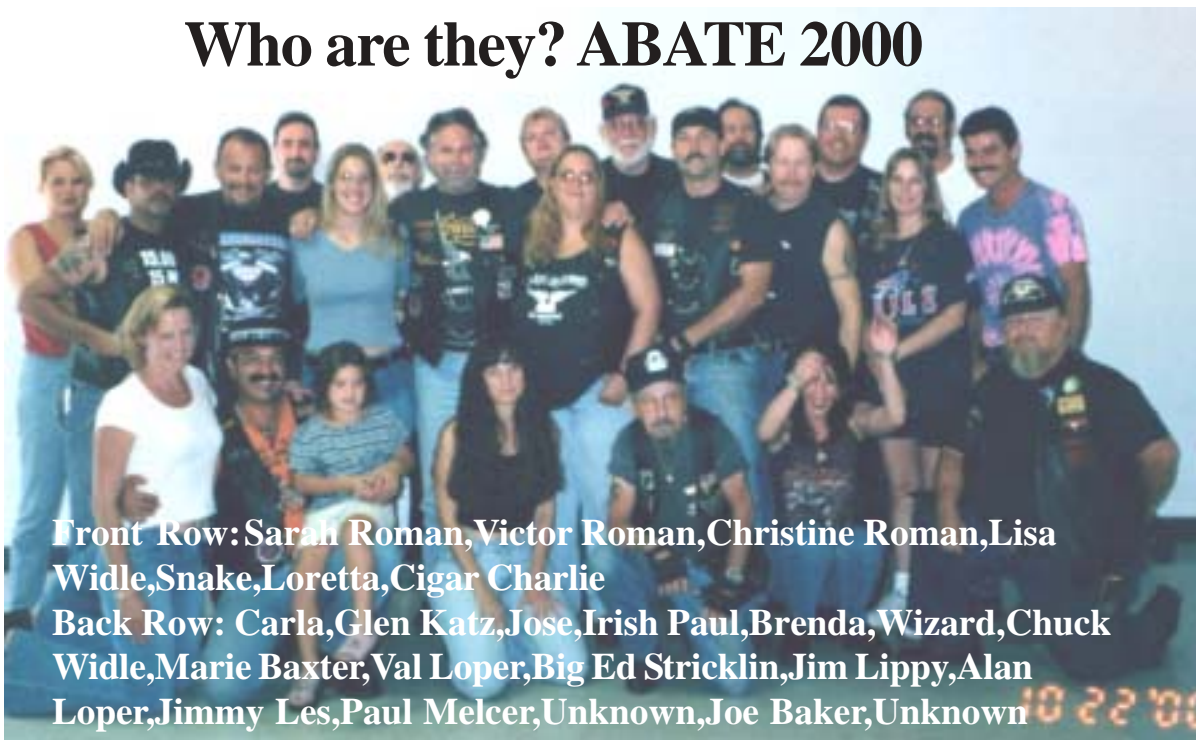 Who are they? ABATE 2000
Front Row: Sarah Roman,Victor Roman,Christine Roman,Lisa
Widle,Snake,Loretta,Cigar Charlie
Back Row: Carla,Glen Katz,Jose,Irish Paul,Brenda,Wizard,Chuck
Widle,Marie Baxter,Val Loper,Big Ed Stricklin,Jim Lippy,Alan
Loper,Jimmy Les,Paul Melcer,Unknown,Joe Baker,Unknown
10 22 '00